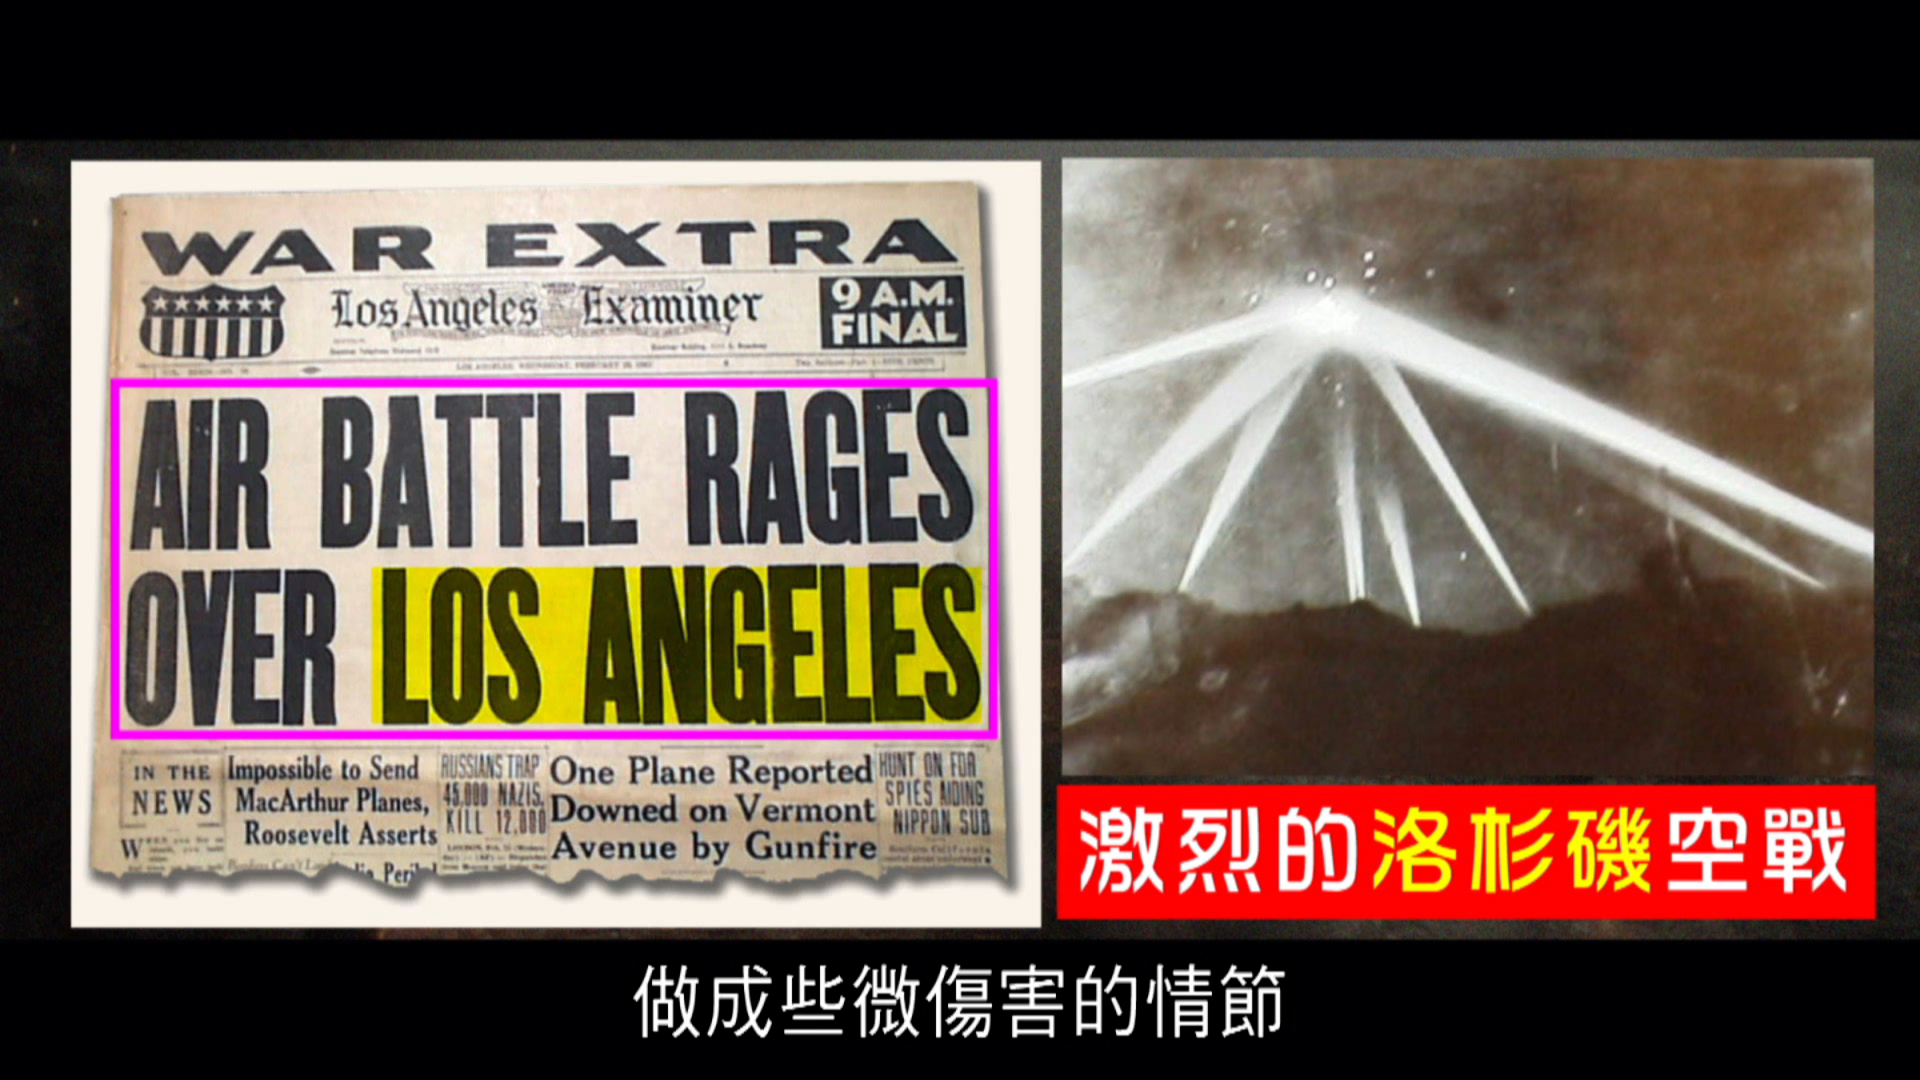 WAR EXTRA
Los Angeles Examiner
9 A.M.
FINAL
AIR BATTLE RAGES
OVER LOS ANGELES
IN THE
NEWS
Impossible to Send
MacArthur Planes,
Roosevelt Asserts
RUSSIANS TRAP
45,000 NAZIS,
KILL 12,000
One Plane Reported
Downed on Vermont
Avenue by Gunfire
HUNT ON FOR
SPIES AIDING
NIPPON SUB
激烈的洛杉磯空戰
做成些微傷害的情節